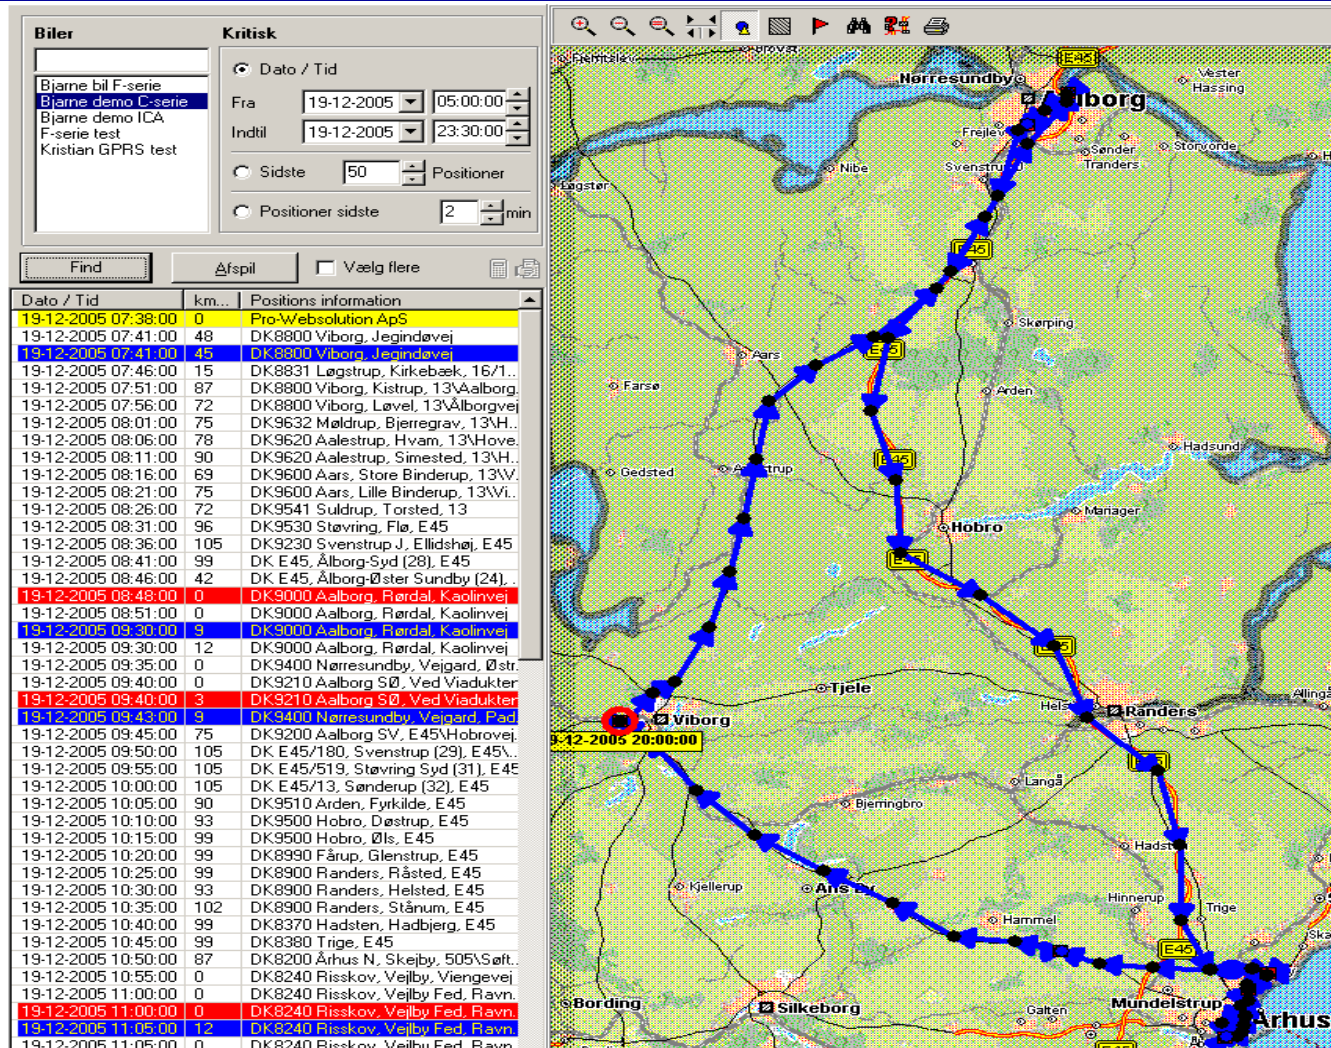 Biler
Kritisk
Dato / Tid
Bjarne bil F-serie
Bjarne demo C-serie
Bjarne demo ICA
F-serie test
Kristian GPRS test
Fra 19-12-2005 05:00:00
Indtil 19-12-2005 23:30:00
Sidste 50 Positioner
Positioner sidste 2 min
Find
Afspil
Vælg flere
Dato / Tid km... Positions information
19-12-2005 07:38:00 0 Pro-Websolution ApS
19-12-2005 07:41:00 48 DK8800 Viborg, Jegindøvej
19-12-2005 07:41:00 45 DK8800 Viborg, Jegindøvej
19-12-2005 07:46:00 15 DK8831 Løgstrup, Kirkebæk, 16/1...
19-12-2005 07:51:00 87 DK8800 Viborg, Kistrup, 13\Aalborg.
19-12-2005 07:56:00 72 DK8800 Viborg, Løvel, 13\Ålborgvej
19-12-2005 08:01:00 75 DK9632 Møldrup, Bjerregrav, 13\H...
19-12-2005 08:06:00 78 DK9620 Aalestrup, Hvam, 13\Hove.
19-12-2005 08:11:00 90 DK9620 Aalestrup, Simested, 13\H...
19-12-2005 08:16:00 69 DK9600 Aars, Store Binderup, 13\V.
19-12-2005 08:21:00 75 DK9600 Aars, Lille Binderup, 13\Vi...
19-12-2005 08:26:00 72 DK9541 Suldrup, Torsted, 13
19-12-2005 08:31:00 96 DK9530 Støvring, Flø, E45
19-12-2005 08:36:00 105 DK9230 Svenstrup J, Ellidshøj, E45
19-12-2005 08:41:00 99 DK E45, Ålborg-Syd (28), E45
19-12-2005 08:46:00 42 DK E45, Ålborg-Øster Sundby (24), .
19-12-2005 08:48:00 0 DK9000 Aalborg, Rørdal, Kaolinvej
19-12-2005 08:51:00 0 DK9000 Aalborg, Rørdal, Kaolinvej
19-12-2005 09:30:00 9 DK9000 Aalborg, Rørdal, Kaolinvej
19-12-2005 09:30:00 12 DK9000 Aalborg, Rørdal, Kaolinvej
19-12-2005 09:35:00 0 DK9400 Nørresundby, Vejgard, Østr.
19-12-2005 09:40:00 0 DK9210 Aalborg SØ, Ved Viadukten
19-12-2005 09:40:00 3 DK9210 Aalborg SØ, Ved Viadukten
19-12-2005 09:43:00 9 DK9400 Nørresundby, Vejgard, Pad
19-12-2005 09:45:00 75 DK9200 Aalborg SV, E45\Hobrovej.
19-12-2005 09:50:00 105 DK E45/180, Svenstrup (29), E45\...
19-12-2005 09:55:00 105 DK E45/519, Støvring Syd (31), E45
19-12-2005 10:00:00 105 DK E45/13, Sønderup (32), E45
19-12-2005 10:05:00 90 DK9510 Arden, Fyrkilde, E45
19-12-2005 10:10:00 93 DK9500 Hobro, Døstrup, E45
19-12-2005 10:15:00 99 DK9500 Hobro, Øls, E45
19-12-2005 10:20:00 99 DK8990 Fårup, Glenstrup, E45
19-12-2005 10:25:00 99 DK8900 Randers, Råsted, E45
19-12-2005 10:30:00 93 DK8900 Randers, Helsted, E45
19-12-2005 10:35:00 102 DK8900 Randers, Stånum, E45
19-12-2005 10:40:00 99 DK8370 Hadsten, Hadbjerg, E45
19-12-2005 10:45:00 99 DK8380 Trige, E45
19-12-2005 10:50:00 87 DK8200 Århus N, Skejby, 505\Søft..
19-12-2005 10:55:00 0 DK8240 Risskov, Vejlby, Viengevej
19-12-2005 11:00:00 0 DK8240 Risskov, Vejlby Fed, Ravn.
19-12-2005 11:00:00 0 DK8240 Risskov, Vejlby Fed, Ravn.
19-12-2005 11:05:00 12 DK8240 Risskov, Vejlby Fed, Ravn.
19-12-2005 11:05:00 0 DK8240 Risskov, Vejlby Fed, Ravn.
Brovst
E45
Nørresundby
Vester Hassing
Frejlev
Sønder Tranders
Storvorde
Nibe
Løgstør
E45
Skørping
E45
Aars
Farsø
Arden
Hadsund
E45
Gedsted
Mariager
Hobro
E45
E45
Tjele
Viborg
Randers
9-12-2005 20:00:00
E45
Langå
Bjerringbro
Kjellerup
Hinnerup
Trige
Hammel
E45
Bording
Silkeborg
Galten
Mundelstrup
Århus
E45